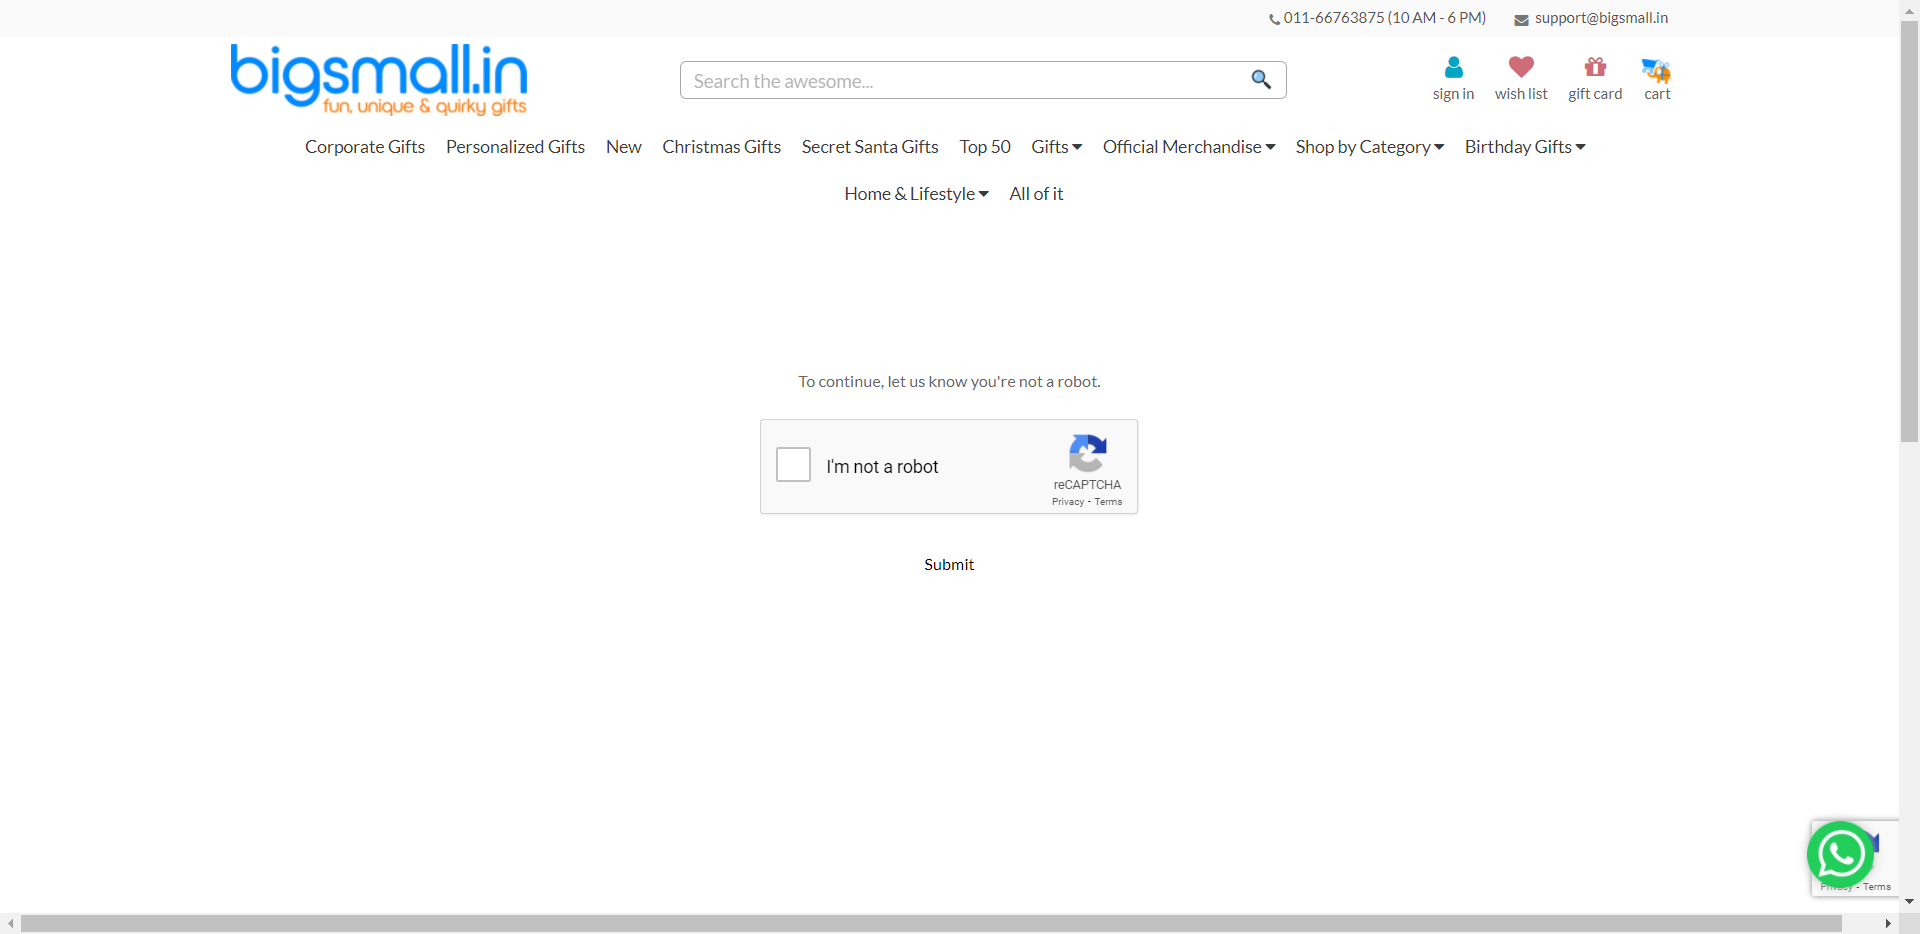 011-66763875 (10 AM - 6 PM) support@bigsmall.in
bigsmall.in
fun, unique & quirky gifts
Search the awesome...
sign in wish list gift card cart
Corporate Gifts Personalized Gifts New Christmas Gifts Secret Santa Gifts Top 50 Gifts Official Merchandise Shop by Category Birthday Gifts
Home & Lifestyle All of it
To continue, let us know you're not a robot.
I'm not a robot
reCAPTCHA
Privacy - Terms
Submit
Privacy - Terms